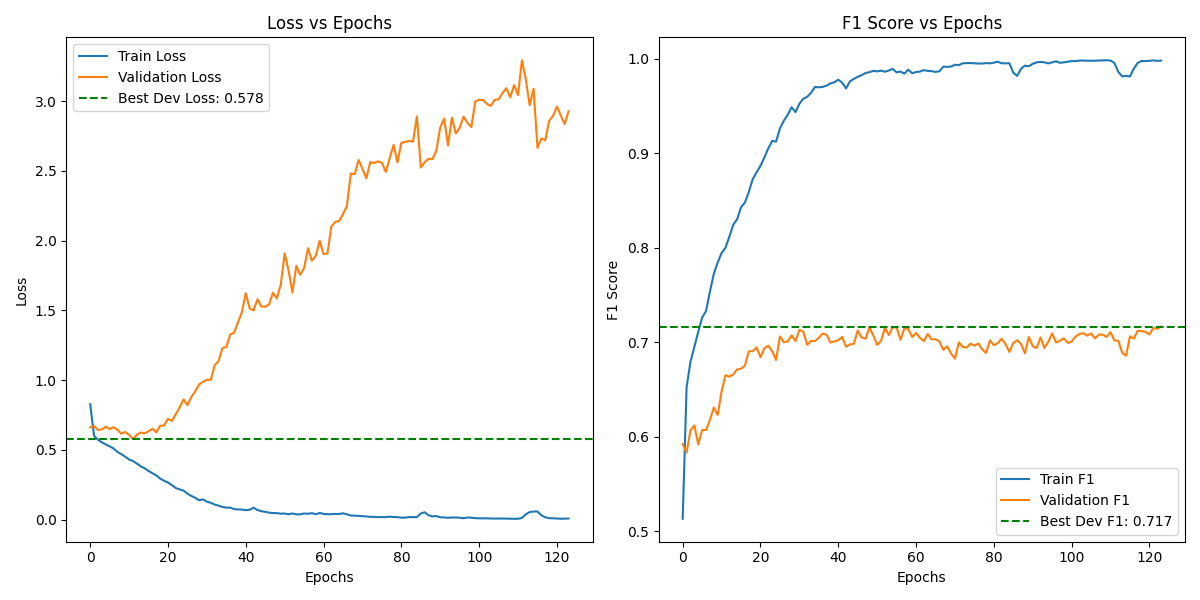 Loss vs Epochs
Train Loss
Validation Loss
Best Dev Loss: 0.578
3.0
2.5
2.0
1.5
1.0
0.5
0.0
Loss
0 20 40 60 80 100 120
Epochs
F1 Score vs Epochs
1.0
0.9
0.8
0.7
0.6
0.5
F1 Score
Train F1
Validation F1
Best Dev F1: 0.717
0 20 40 60 80 100 120
Epochs